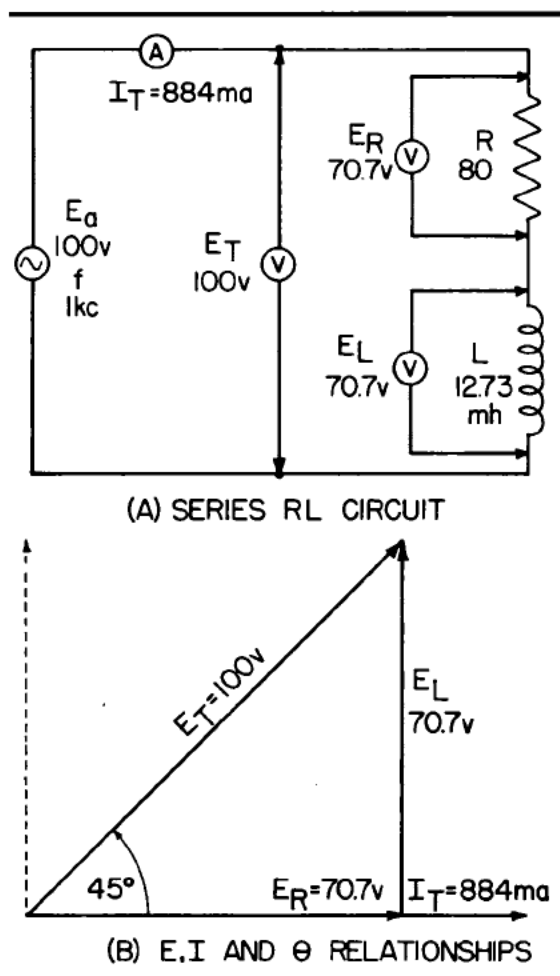 A
I_T=884ma
E_R
70.7v
V
R
80
E_a
100v
f
1kc
E_T
100v
V
E_L
70.7v
V
L
12.73
mh
(A) SERIES RL CIRCUIT
E_T=100v
E_L
70.7v
45°
E_R=70.7v
I_T=884ma
(B) E,I AND θ RELATIONSHIPS